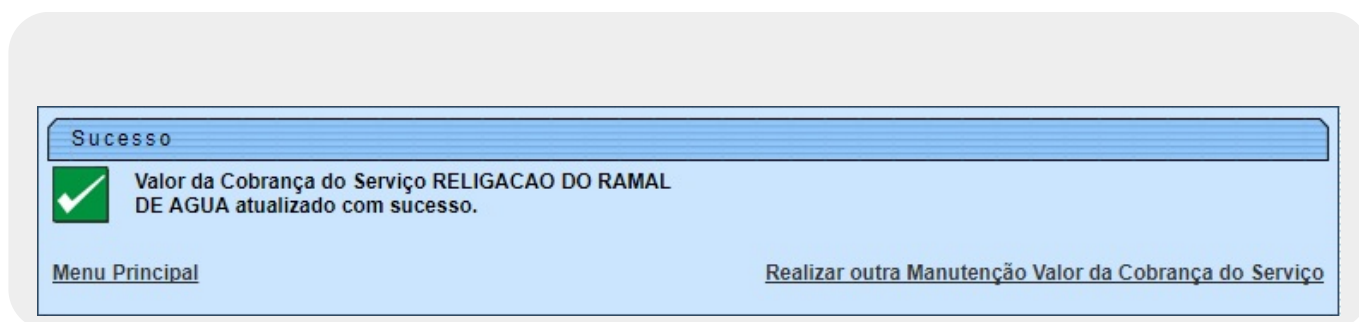 Sucesso
Valor da Cobrança do Serviço RELIGACAO DO RAMAL
DE AGUA atualizado com sucesso.
Menu Principal
Realizar outra Manutenção Valor da Cobrança do Serviço